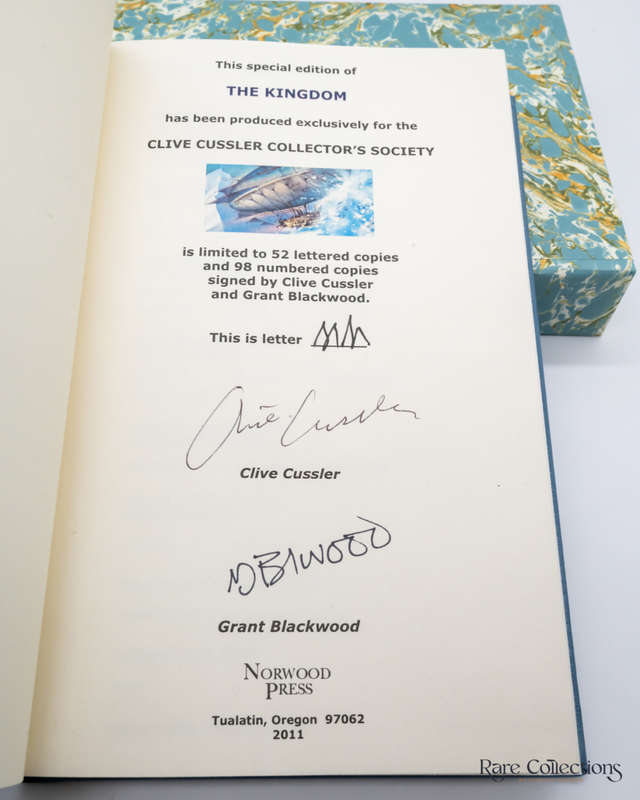 This special edition of
THE KINGDOM
has been produced exclusively for the
CLIVE CUSSLER COLLECTOR'S SOCIETY
is limited to 52 lettered copies
and 98 numbered copies
signed by Clive Cussler
and Grant Blackwood.
This is letter
Clive Cussler
Clive Cussler
Grant Blackwood
NORWOOD
PRESS
Tualatin, Oregon 97062
2011
Rare Collections